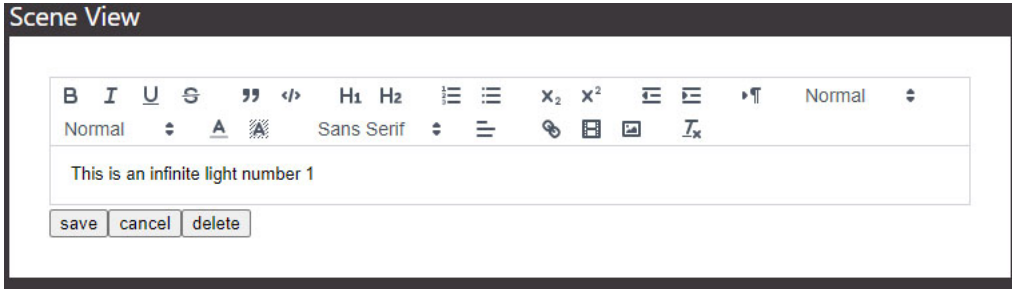 Scene View
B I U S ” </> H1 H2 X₂ X² ¶ Normal
Normal A A Sans Serif Tx
This is an infinite light number 1
save cancel delete